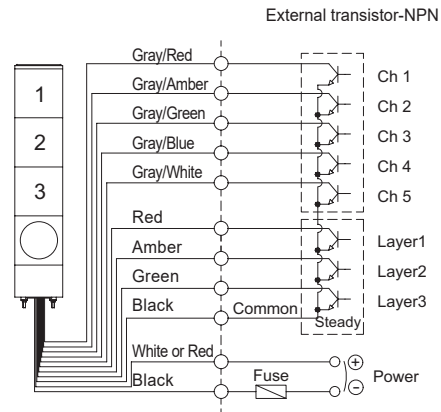 External transistor-NPN
Gray/Red
Ch 1
Gray/Amber
Ch 2
1
Gray/Green
Ch 3
2
Gray/Blue
Ch 4
3
Gray/White
Ch 5
Red
Layer1
Amber
Layer2
Green
Layer3
Black
Common
Steady
White or Red
+
Fuse
Power
Black
−